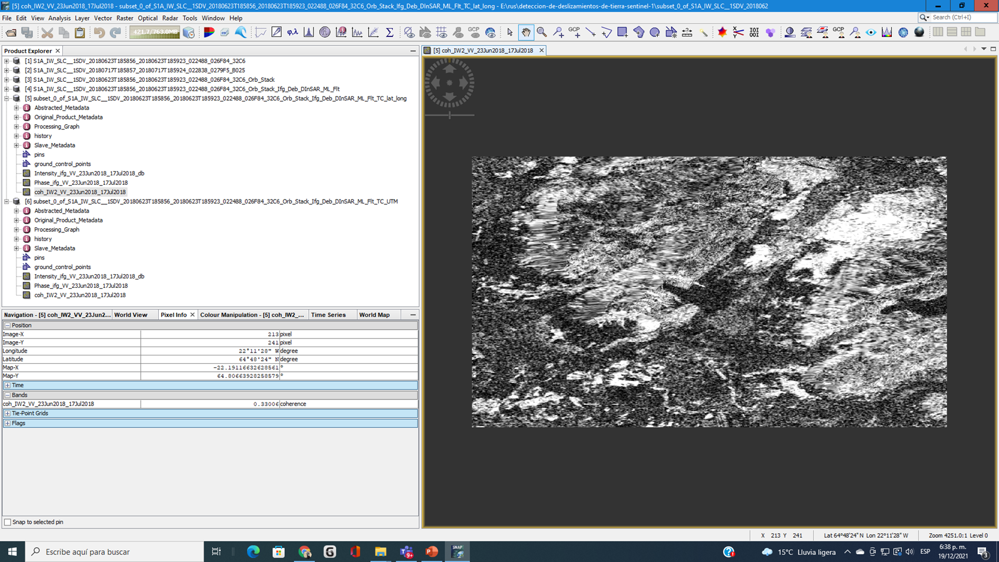 [5] coh_IW2_VV_23Jun2018_17Jul2018 - subset_0_of_S1A_IW_SLC__1SDV_20180623T185856_20180623T185923_022488_026F84_32C6_Orb_Stack_Ifg_Deb_DInSAR_ML_Flt_TC_lat_long - E:\rus\deteccion-de-deslizamientos-de-tierra-sentinel-1\subset_0_of_S1A_IW_SLC__1SDV_2018062
File Edit View Analysis Layer Vector Raster Optical Radar Tools Window Help
Search (Ctrl+I)
421.7/763.0MB
φ,λ
Σ
GCP
GCP
GCP
Product Explorer
[5] coh_IW2_VV_23Jun2018_17Jul2018
[1] S1A_IW_SLC__1SDV_20180623T185856_20180623T185923_022488_026F84_32C6
[2] S1A_IW_SLC__1SDV_20180717T185857_20180717T185924_022838_0279F5_B025
[3] S1A_IW_SLC__1SDV_20180623T185856_20180623T185923_022488_026F84_32C6_Orb_Stack
[4] S1A_IW_SLC__1SDV_20180623T185856_20180623T185923_022488_026F84_32C6_Orb_Stack_Ifg_Deb_DInSAR_ML_Flt
[5] subset_0_of_S1A_IW_SLC__1SDV_20180623T185856_20180623T185923_022488_026F84_32C6_Orb_Stack_Ifg_Deb_DInSAR_ML_Flt_TC_lat_long
Abstracted_Metadata
Original_Product_Metadata
Processing_Graph
history
Slave_Metadata
pins
ground_control_points
Intensity_ifg_VV_23Jun2018_17Jul2018_db
Phase_ifg_VV_23Jun2018_17Jul2018
coh_IW2_VV_23Jun2018_17Jul2018
[6] subset_0_of_S1A_IW_SLC__1SDV_20180623T185856_20180623T185923_022488_026F84_32C6_Orb_Stack_Ifg_Deb_DInSAR_ML_Flt_TC_UTM
Abstracted_Metadata
Original_Product_Metadata
Processing_Graph
history
Slave_Metadata
pins
ground_control_points
Intensity_ifg_VV_23Jun2018_17Jul2018_db
Phase_ifg_VV_23Jun2018_17Jul2018
coh_IW2_VV_23Jun2018_17Jul2018
Navigation - [5] coh_IW2_VV_23Jun2... World View Pixel Info Colour Manipulation - [5] coh_IW2_... Time Series World Map
Position
Image-X 213 pixel
Image-Y 241 pixel
Longitude 22°11'28" W degree
Latitude 64°48'24" N degree
Map-X -22.19116632628561 °
Map-Y 64.80663928258579 °
Time
Bands
coh_IW2_VV_23Jun2018_17Jul2018 0.33006 coherence
Tie-Point Grids
Flags
Snap to selected pin
X 213 Y 241 Lat 64°48'24" N Lon 22°11'28" W Zoom 4251.0:1 Level 0
Escribe aquí para buscar
9+
SNAP
15°C Lluvia ligera
ESP
6:38 p. m.
19/12/2021
3